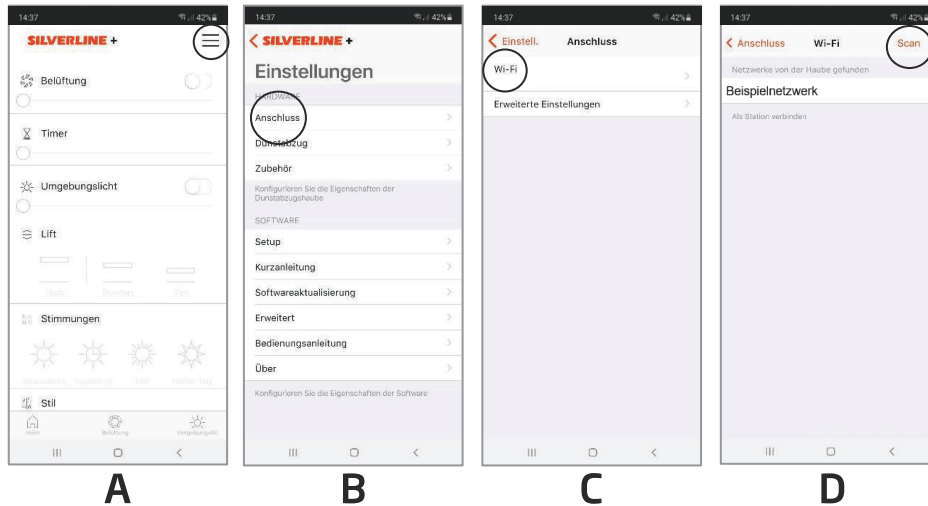 14:37
42%
SILVERLINE +
Belüftung
Timer
Umgebungslicht
Lift
Stimmungen
Stil
Home
Belüftung
A
14:37
42%
SILVERLINE +
Einstellungen
HARDWARE
Anschluss
Dunstabzug
Zubehör
Konfigurieren Sie die Eigenschaften der
Dunstabzugshaube
SOFTWARE
Setup
Kurzanleitung
Softwareaktualisierung
Erweitert
Bedienungsanleitung
Über
Konfigurieren Sie die Eigenschaften der Software
B
14:37
42%
Einstell. Anschluss
Wi-Fi
Erweiterte Einstellungen
C
14:37
42%
Anschluss Wi-Fi Scan
Netzwerke von der Haube gefunden
Beispielnetzwerk
Als Station verbinden
D